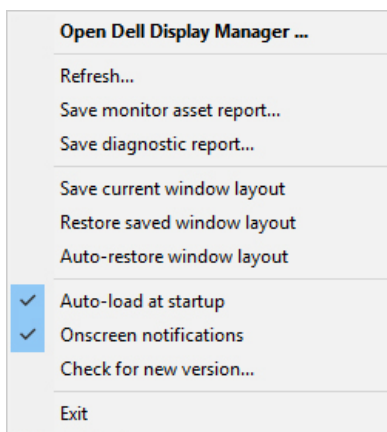 Open Dell Display Manager ...
Refresh...
Save monitor asset report...
Save diagnostic report...
Save current window layout
Restore saved window layout
Auto-restore window layout
Auto-load at startup
Onscreen notifications
Check for new version...
Exit